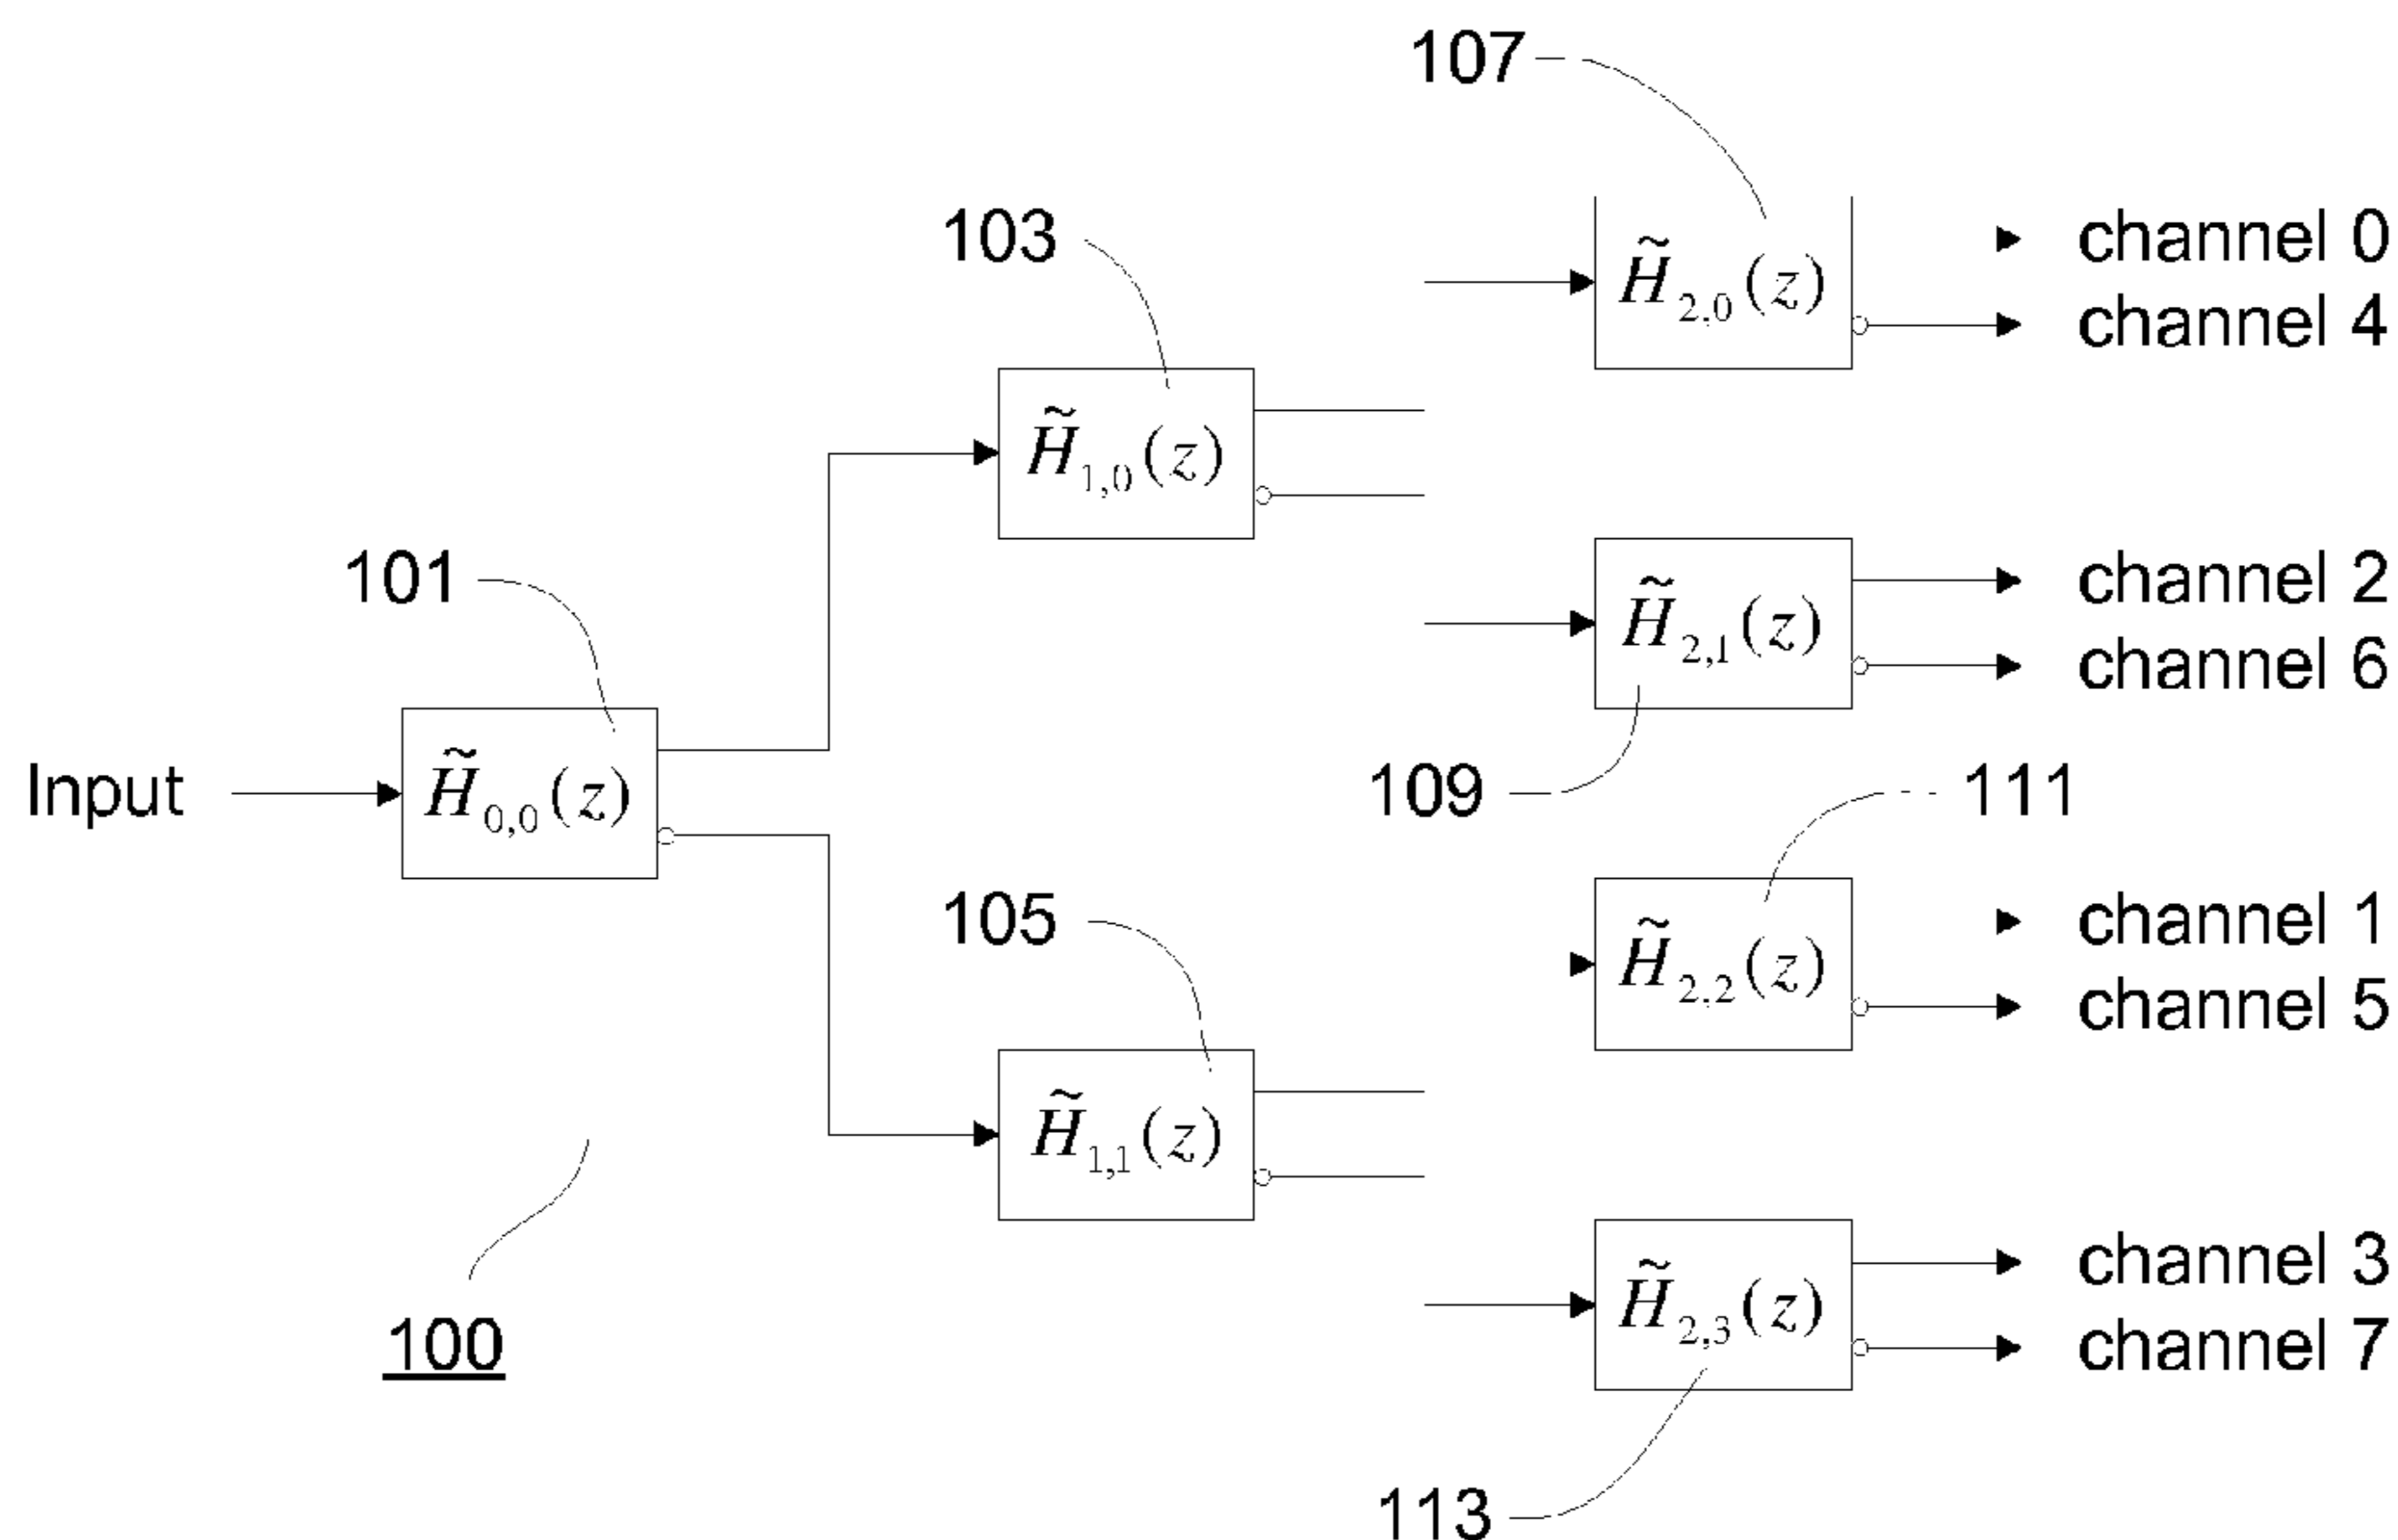 107
channel 0
H̃2,0(z)
channel 4
103
H̃1,0(z)
101
channel 2
H̃2,1(z)
channel 6
Input
H̃0,0(z)
109
111
105
channel 1
H̃2,2(z)
channel 5
H̃1,1(z)
channel 3
H̃2,3(z)
100
channel 7
113